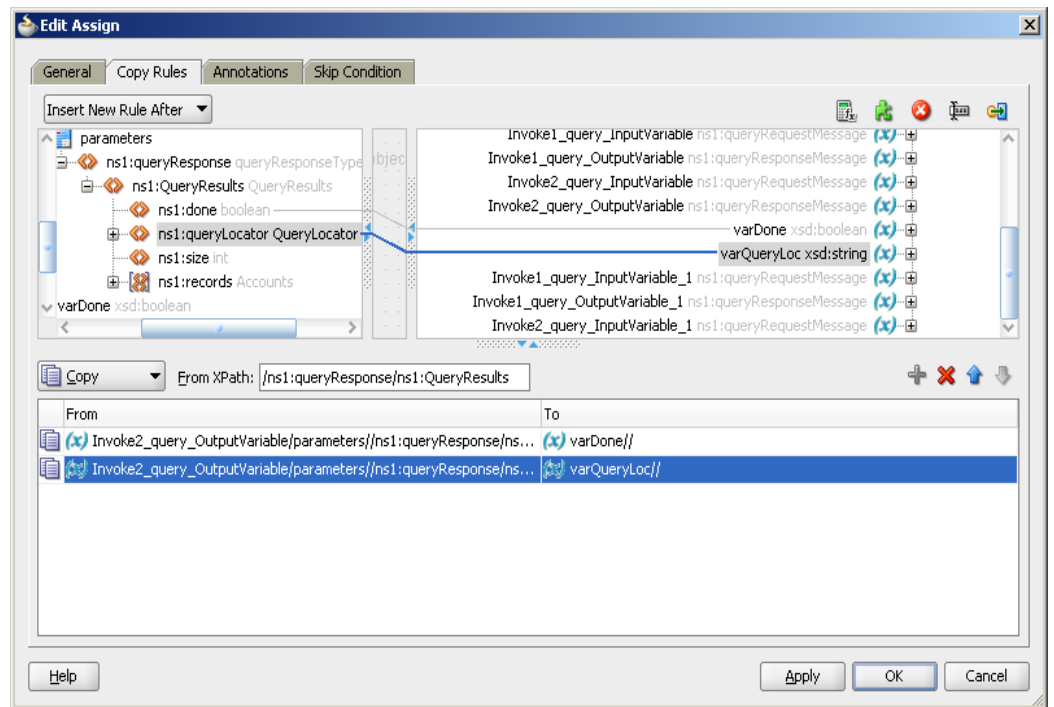 Edit Assign
General Copy Rules Annotations Skip Condition
Insert New Rule After
parameters
ns1:queryResponse queryResponseType
ns1:QueryResults QueryResults
ns1:done boolean
ns1:queryLocator QueryLocator
ns1:size int
ns1:records Accounts
varDone xsd:boolean
bjec
Invoke1_query_InputVariable ns1:queryRequestMessage (x)
Invoke1_query_OutputVariable ns1:queryResponseMessage (x)
Invoke2_query_InputVariable ns1:queryRequestMessage (x)
Invoke2_query_OutputVariable ns1:queryResponseMessage (x)
varDone xsd:boolean (x)
varQueryLoc xsd:string (x)
Invoke1_query_InputVariable_1 ns1:queryRequestMessage (x)
Invoke1_query_OutputVariable_1 ns1:queryResponseMessage (x)
Invoke2_query_InputVariable_1 ns1:queryRequestMessage (x)
Copy From XPath: /ns1:queryResponse/ns1:QueryResults
From To
(x) Invoke2_query_OutputVariable/parameters//ns1:queryResponse/ns... (x) varDone//
Invoke2_query_OutputVariable/parameters//ns1:queryResponse/ns... varQueryLoc//
Help Apply OK Cancel